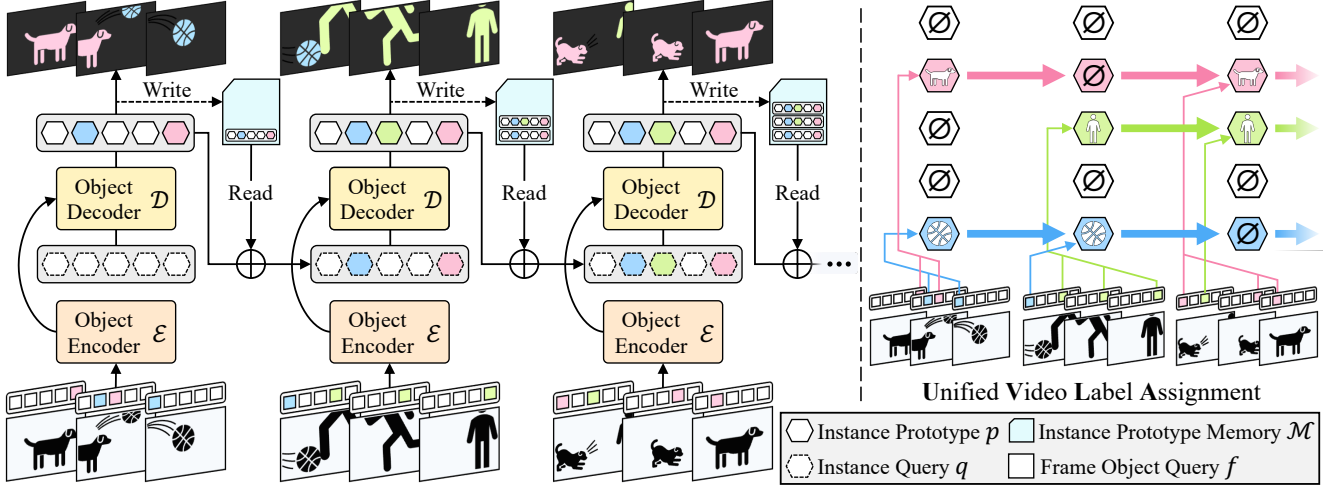 Write
Write
Write
Object
Decoder 𝒟
Read
Object
Decoder 𝒟
Read
Object
Decoder 𝒟
Read
Object
Encoder ℰ
Object
Encoder ℰ
Object
Encoder ℰ
...
∅ ∅ ∅
∅
∅
∅ ∅ ∅
∅
Unified Video Label Assignment
Instance Prototype p
Instance Prototype Memory ℳ
Instance Query q
Frame Object Query f